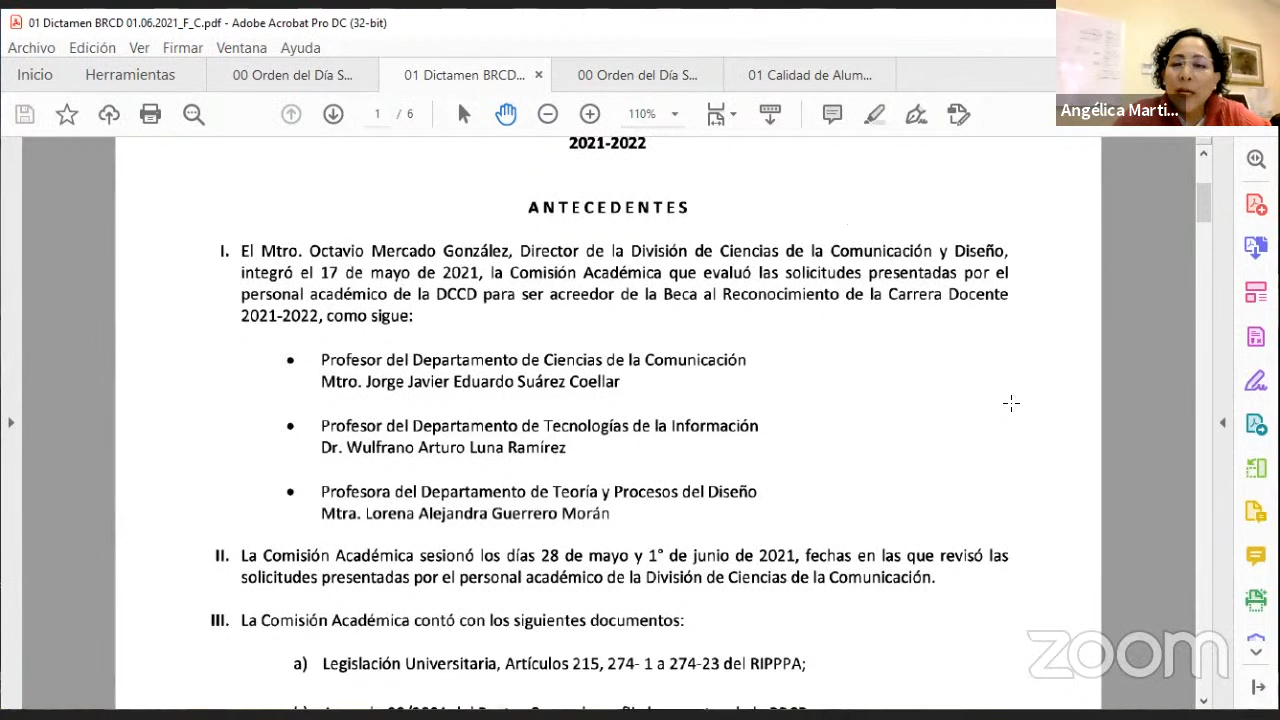 01 Dictamen BRCD 01.06.2021_F_C.pdf - Adobe Acrobat Pro DC (32-bit)
Archivo Edición Ver Firmar Ventana Ayuda
Inicio Herramientas 00 Orden del Día S... 01 Dictamen BRCD... × 00 Orden del Día S... 01 Calidad de Alum...
1 / 6 110%
Angélica Marti...
2021-2022
ANTECEDENTES
I. El Mtro. Octavio Mercado González, Director de la División de Ciencias de la Comunicación y Diseño,
integró el 17 de mayo de 2021, la Comisión Académica que evaluó las solicitudes presentadas por el
personal académico de la DCCD para ser acreedor de la Beca al Reconocimiento de la Carrera Docente
2021-2022, como sigue:
• Profesor del Departamento de Ciencias de la Comunicación
Mtro. Jorge Javier Eduardo Suárez Coellar
• Profesor del Departamento de Tecnologías de la Información
Dr. Wulfrano Arturo Luna Ramírez
• Profesora del Departamento de Teoría y Procesos del Diseño
Mtra. Lorena Alejandra Guerrero Morán
II. La Comisión Académica sesionó los días 28 de mayo y 1° de junio de 2021, fechas en las que revisó las
solicitudes presentadas por el personal académico de la División de Ciencias de la Comunicación.
III. La Comisión Académica contó con los siguientes documentos:
a) Legislación Universitaria, Artículos 215, 274- 1 a 274-23 del RIPPPA;
zoom